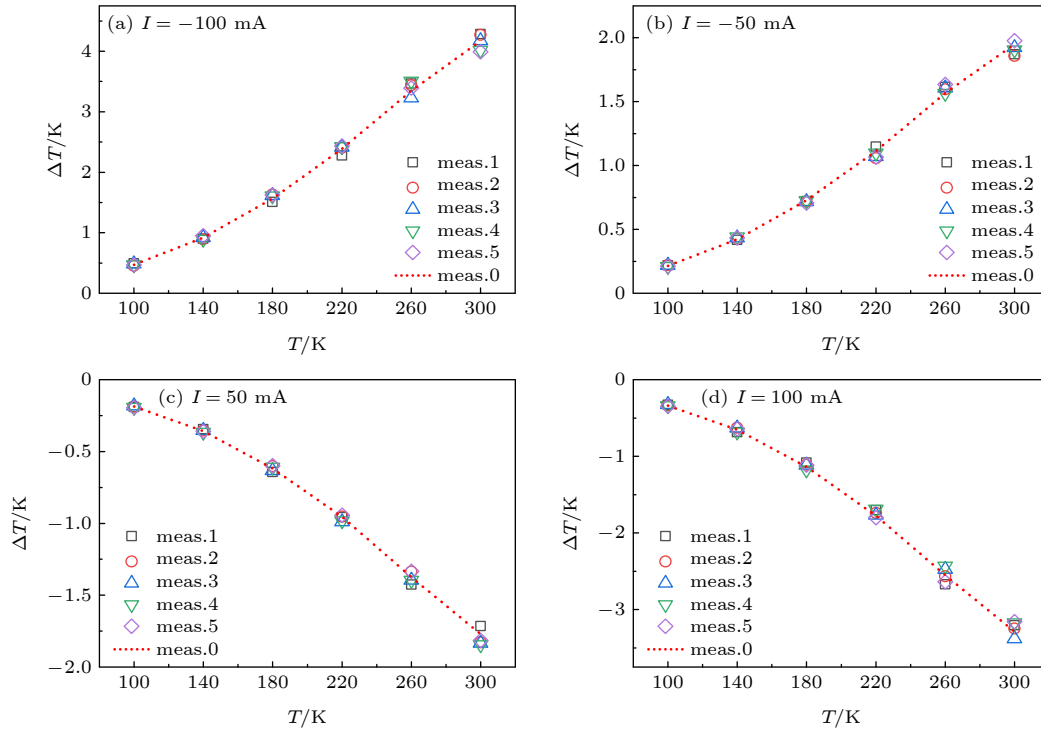 (a) I = −100 mA
ΔT/K
4
3
2
1
0
meas.1
meas.2
meas.3
meas.4
meas.5
meas.0
100 140 180 220 260 300
T/K
(b) I = −50 mA
ΔT/K
2.0
1.5
1.0
0.5
0
meas.1
meas.2
meas.3
meas.4
meas.5
meas.0
100 140 180 220 260 300
T/K
(c) I = 50 mA
ΔT/K
0
−0.5
−1.0
−1.5
−2.0
meas.1
meas.2
meas.3
meas.4
meas.5
meas.0
100 140 180 220 260 300
T/K
(d) I = 100 mA
ΔT/K
0
−1
−2
−3
meas.1
meas.2
meas.3
meas.4
meas.5
meas.0
100 140 180 220 260 300
T/K